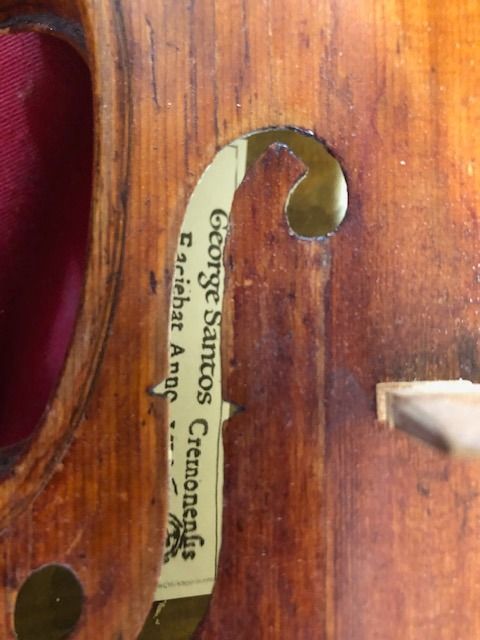 George Santos Cremonenſis
Faciebat Anno